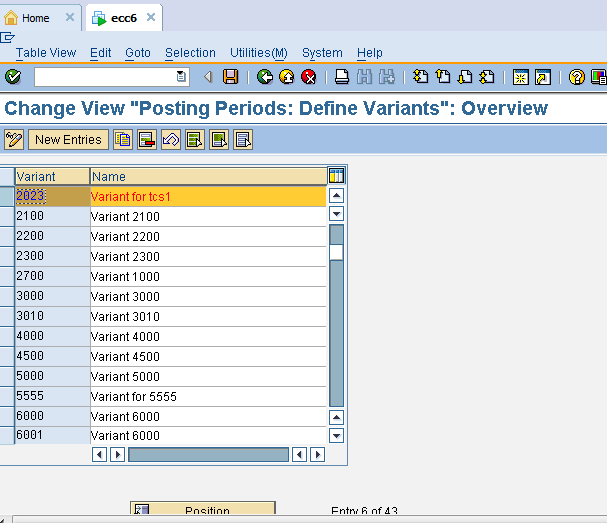 Home ecc6
Table View Edit Goto Selection Utilities(M) System Help
Change View "Posting Periods: Define Variants": Overview
New Entries
Variant Name
2023 Variant for tcs1
2100 Variant 2100
2200 Variant 2200
2300 Variant 2300
2700 Variant 1000
3000 Variant 3000
3010 Variant 3010
4000 Variant 4000
4500 Variant 4500
5000 Variant 5000
5555 Variant for 5555
6000 Variant 6000
6001 Variant 6000
Position Entry 6 of 43